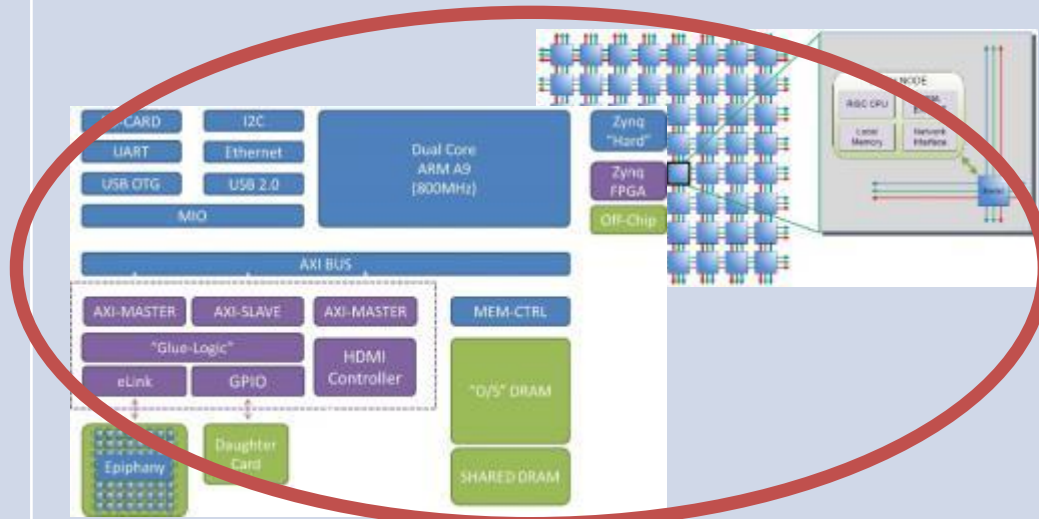 I2C
UART
Ethernet
USB OTG
USB 2.0
MIO
Dual Core
ARM A9
(800MHz)
Zynq
"Hard"
Zynq
FPGA
Off-Chip
AXI BUS
AXI-MASTER
AXI-SLAVE
AXI-MASTER
MEM-CTRL
"Glue-Logic"
HDMI
Controller
eLink
GPIO
"O/S" DRAM
Epiphany
Daughter
Card
SHARED DRAM
NODE
RISC CPU
Local
Memory
Network
Interface